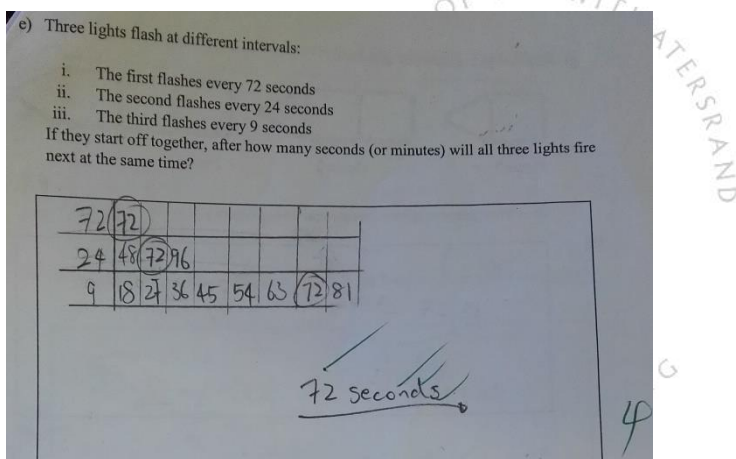 ATERSRAND
e) Three lights flash at different intervals:
i. The first flashes every 72 seconds
ii. The second flashes every 24 seconds
iii. The third flashes every 9 seconds
If they start off together, after how many seconds (or minutes) will all three lights fire
next at the same time?
72 72
24 48 72 96
9 18 27 36 45 54 63 72 81
72 seconds
4